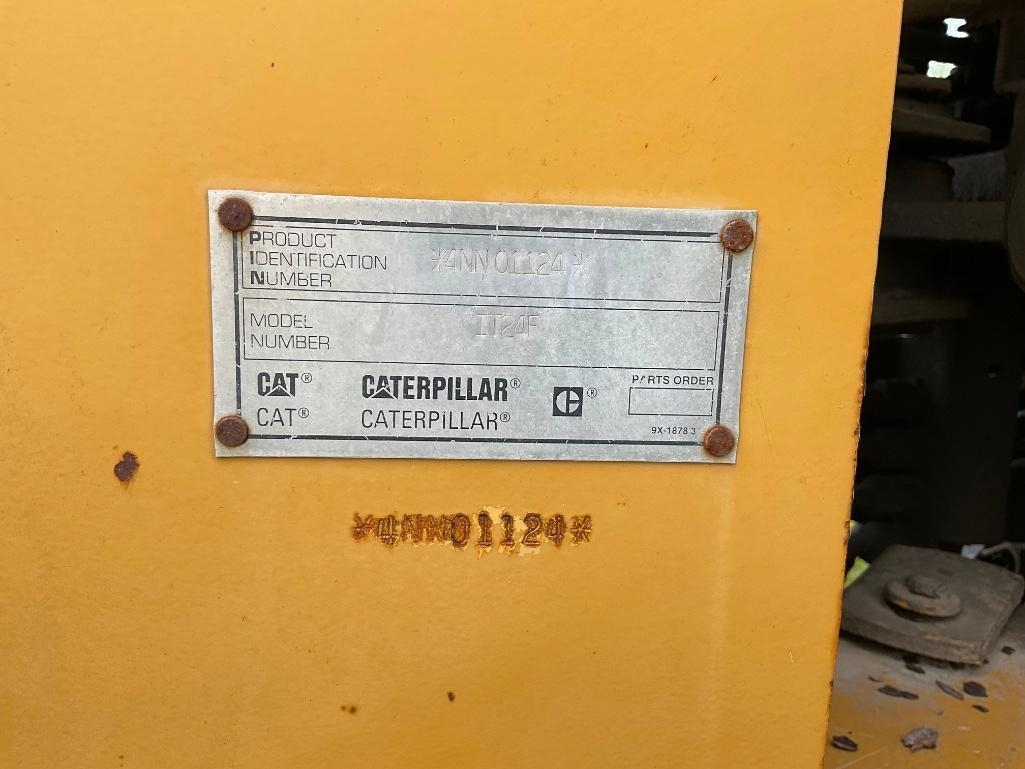 PRODUCT
IDENTIFICATION
NUMBER
*4NN01124*
MODEL
NUMBER
IT24F
CAT® CATERPILLAR® C®
CAT® CATERPILLAR®
PARTS ORDER
9X-1878 3
*4NN01124*